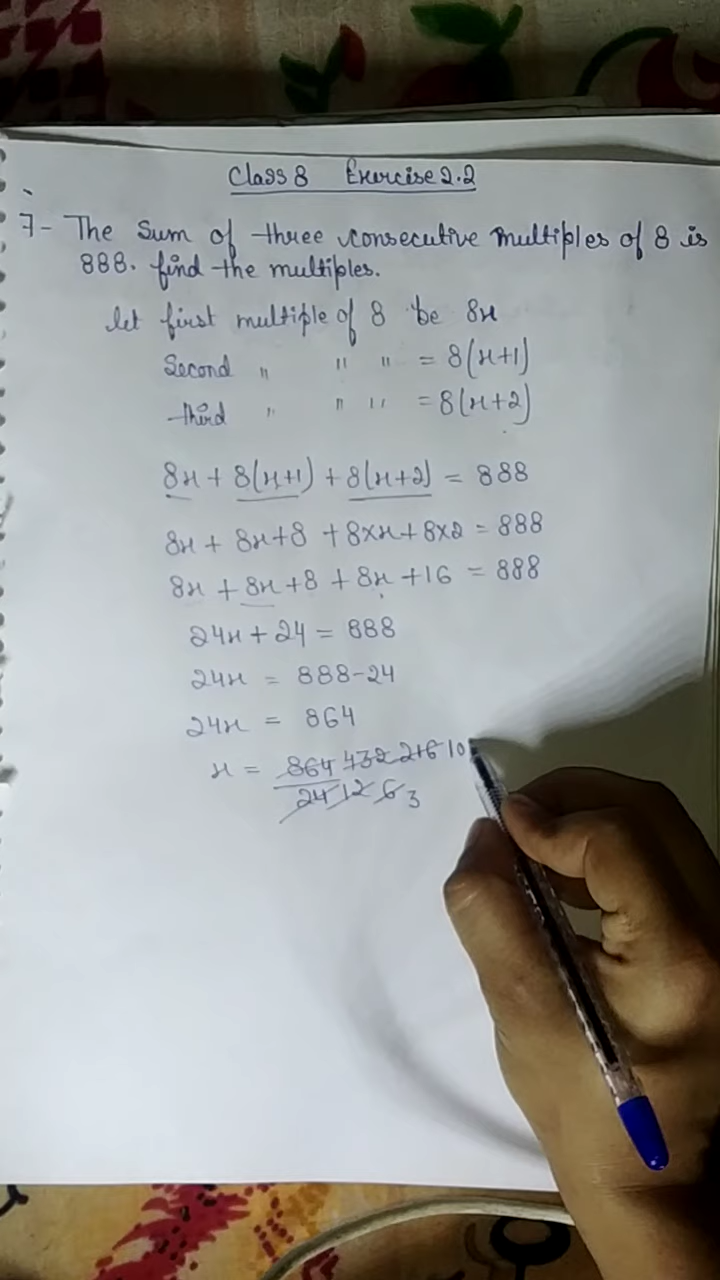 Class 8 Exercise 2.2
7- The Sum of three consecutive multiples of 8 is
888. find the multiples.
let first multiple of 8 be 8x
Second " " " = 8(x+1)
third " " " = 8(x+2)
8x + 8(x+1) + 8(x+2) = 888
8x + 8x+8 + 8×x+8×2 = 888
8x + 8x+8 + 8x +16 = 888
24x + 24 = 888
24x = 888-24
24x = 864
x = 864 432 216 10
24 12 6 3